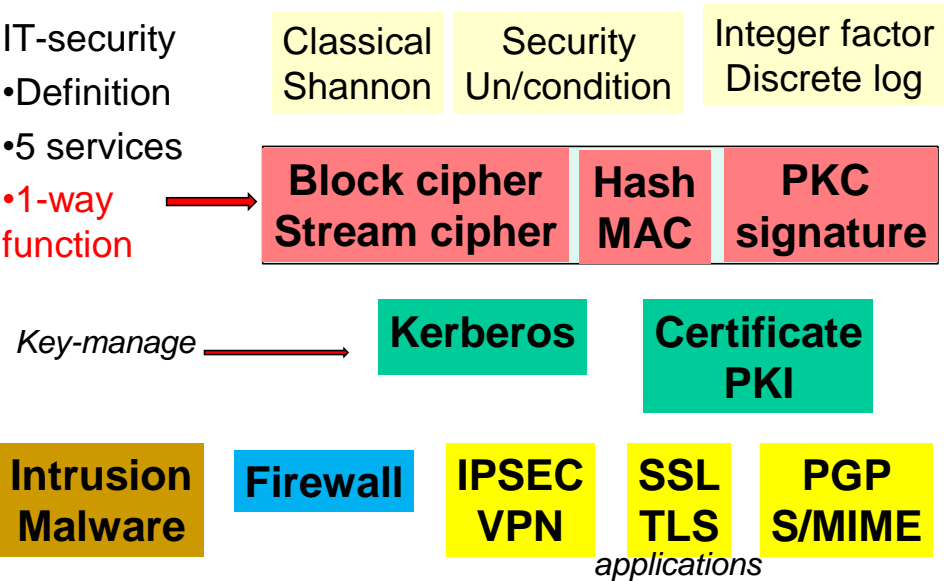 IT-security
•Definition
•5 services
•1-way
function
Classical
Shannon
Security
Un/condition
Integer factor
Discrete log
Block cipher
Stream cipher
Hash
MAC
PKC
signature
Key-manage
Kerberos
Certificate
PKI
Intrusion
Malware
Firewall
IPSEC
VPN
SSL
TLS
PGP
S/MIME
applications